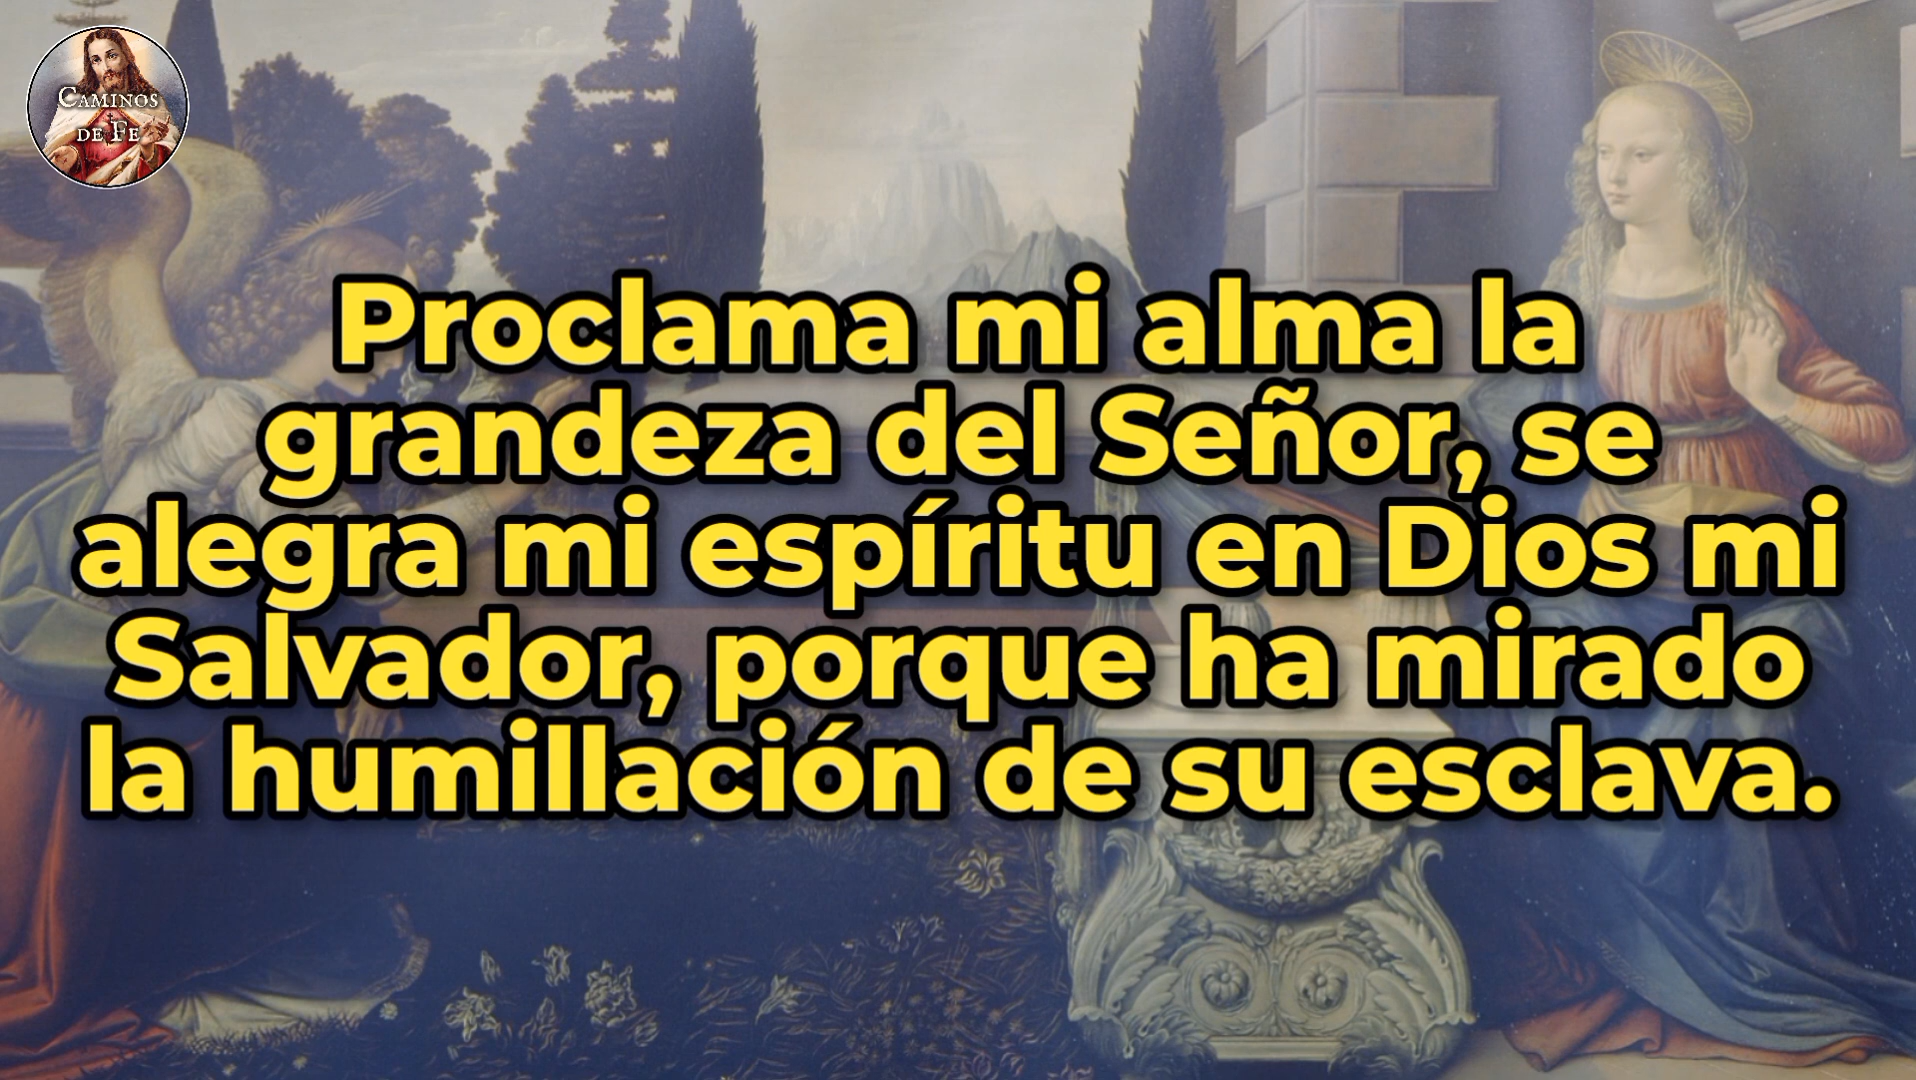 Caminos
de Fe
Proclama mi alma la
grandeza del Señor, se
alegra mi espíritu en Dios mi
Salvador, porque ha mirado
la humillación de su esclava.